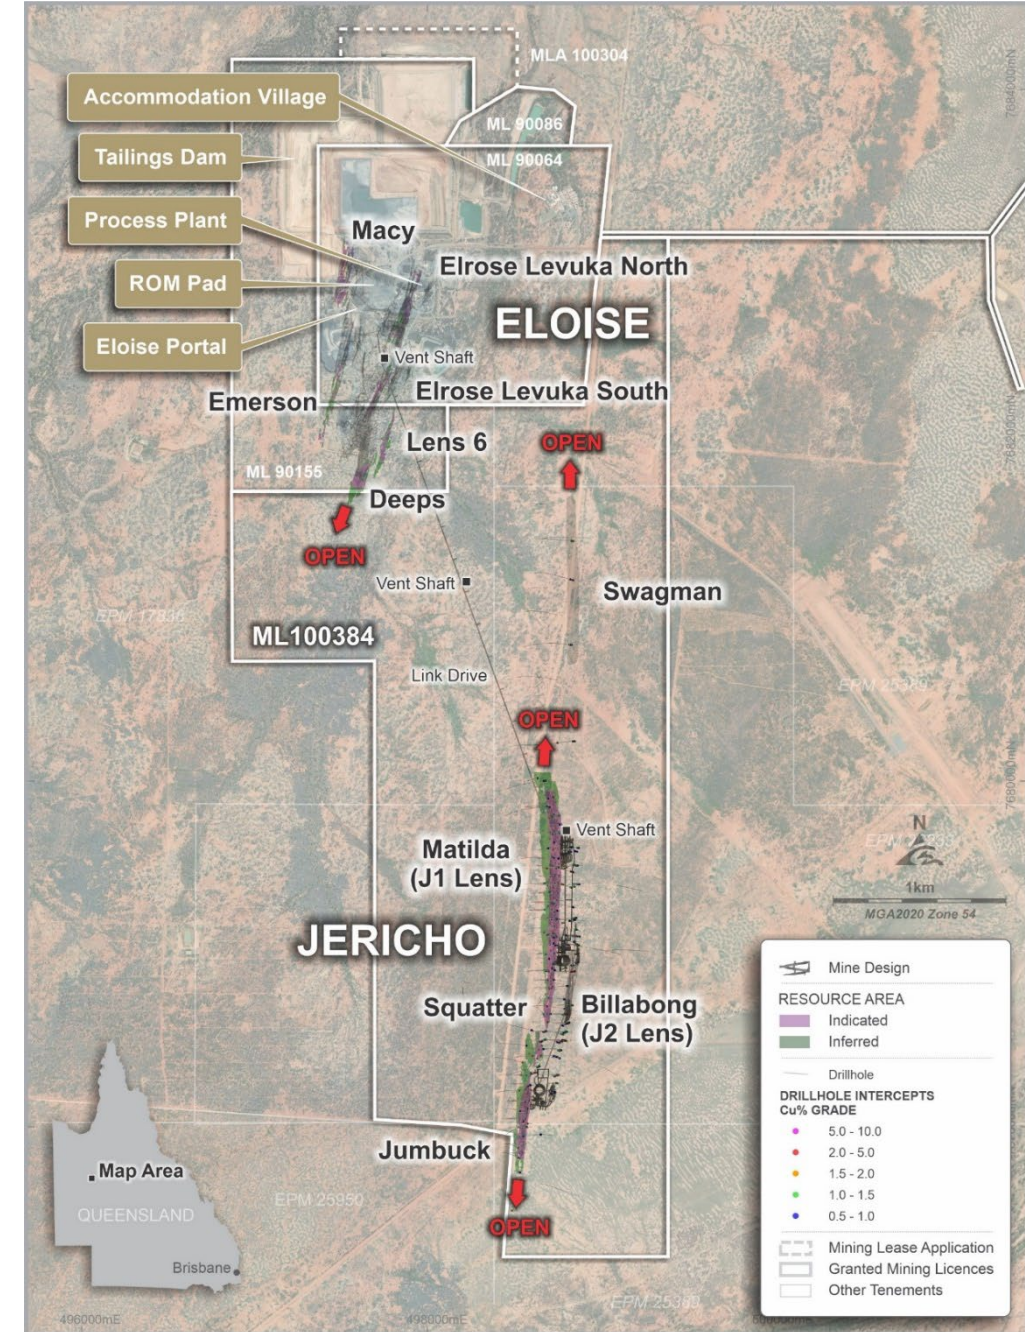 MLA 100304
Accommodation Village
ML 90086
Tailings Dam
ML 90064
Process Plant
Macy
Elrose Levuka North
ROM Pad
ELOISE
Eloise Portal
Vent Shaft
Elrose Levuka South
Emerson
Lens 6
OPEN
ML 90155
Deeps
OPEN
Vent Shaft
Swagman
ML100384
Link Drive
OPEN
Vent Shaft
Matilda
(J1 Lens)
N
1km
MGA2020 Zone 54
JERICHO
Squatter
Billabong
(J2 Lens)
Jumbuck
OPEN
EPM 25950
Map Area
QUEENSLAND
Brisbane
Mine Design
RESOURCE AREA
Indicated
Inferred
Drillhole
DRILLHOLE INTERCEPTS
Cu% GRADE
5.0 - 10.0
2.0 - 5.0
1.5 - 2.0
1.0 - 1.5
0.5 - 1.0
Mining Lease Application
Granted Mining Licences
Other Tenements
496000mE
498000mE
7680000mN